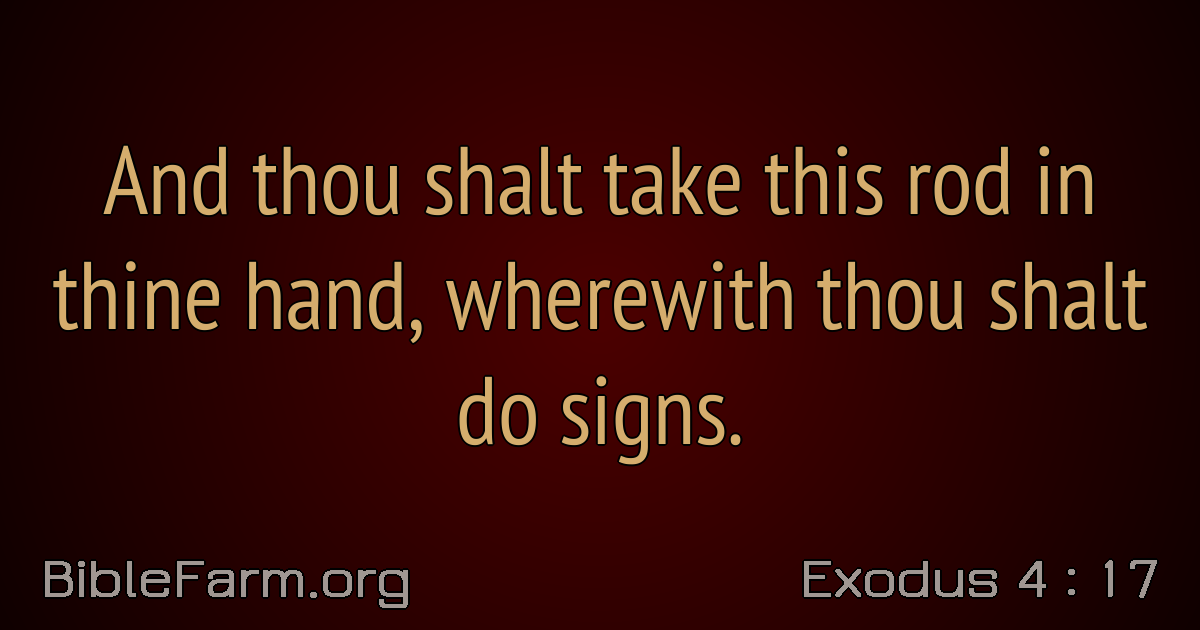 And thou shalt take this rod in
thine hand, wherewith thou shalt
do signs.
BibleFarm.org
Exodus 4 : 17